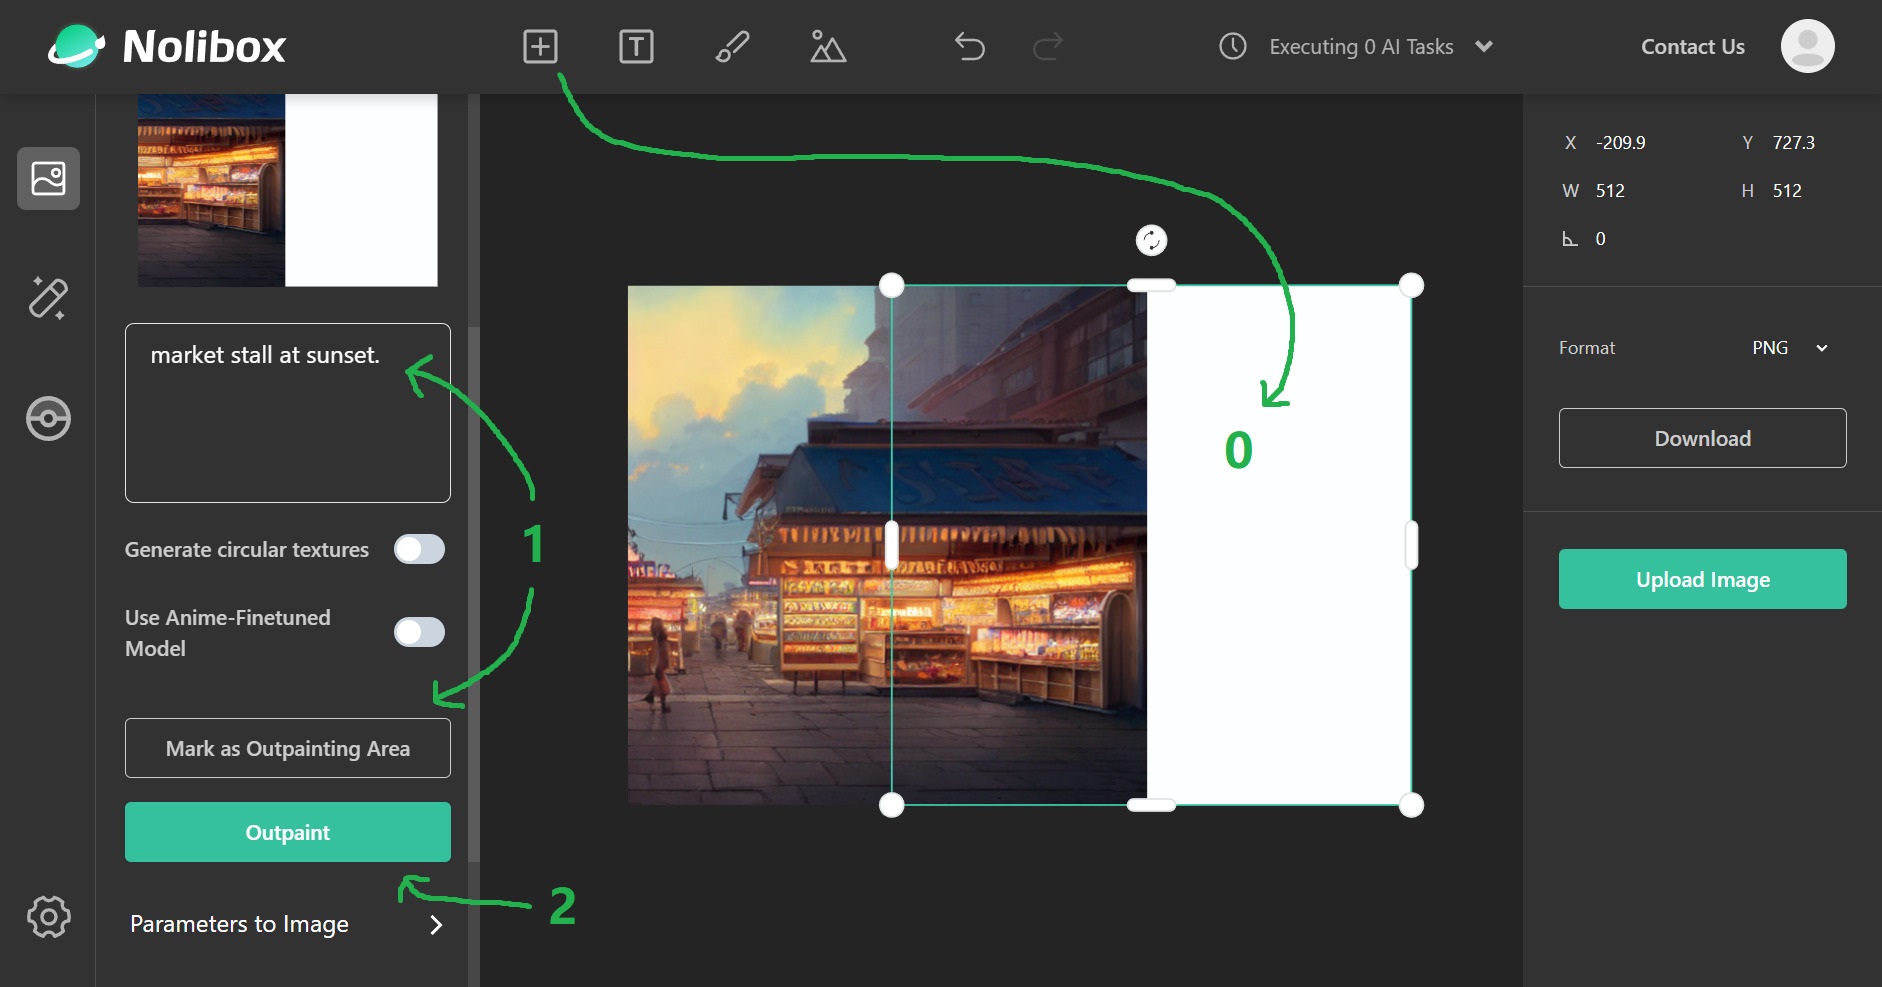 Nolibox
T
Executing 0 AI Tasks
Contact Us
market stall at sunset.
Generate circular textures
Use Anime-Finetuned
Model
Mark as Outpainting Area
Outpaint
Parameters to Image
1
2
0
X -209.9 Y 727.3
W 512 H 512
0
Format PNG
Download
Upload Image